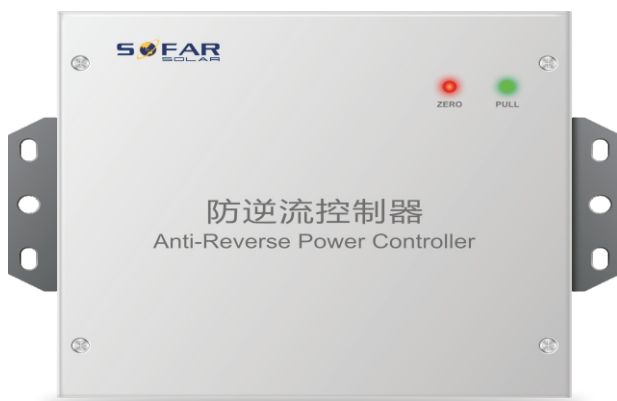 SOFAR
SOLAR
ZERO PULL
防逆流控制器
Anti-Reverse Power Controller